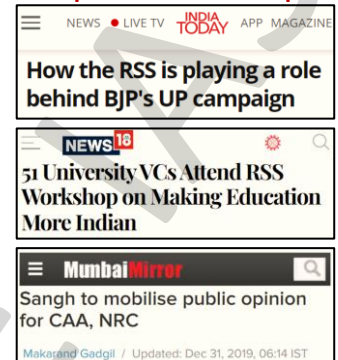 NEWS LIVE TV INDIA TODAY APP MAGAZINE
How the RSS is playing a role
behind BJP's UP campaign
NEWS18
51 University VCs Attend RSS
Workshop on Making Education
More Indian
Mumbai Mirror
Sangh to mobilise public opinion
for CAA, NRC
Makarand Gadgil / Updated: Dec 31, 2019, 06:14 IST